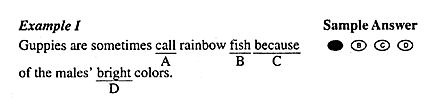 Example I
Sample Answer
Guppies are sometimes call rainbow fish because
A B C
Ⓑ Ⓒ Ⓓ
of the males' bright colors.
D